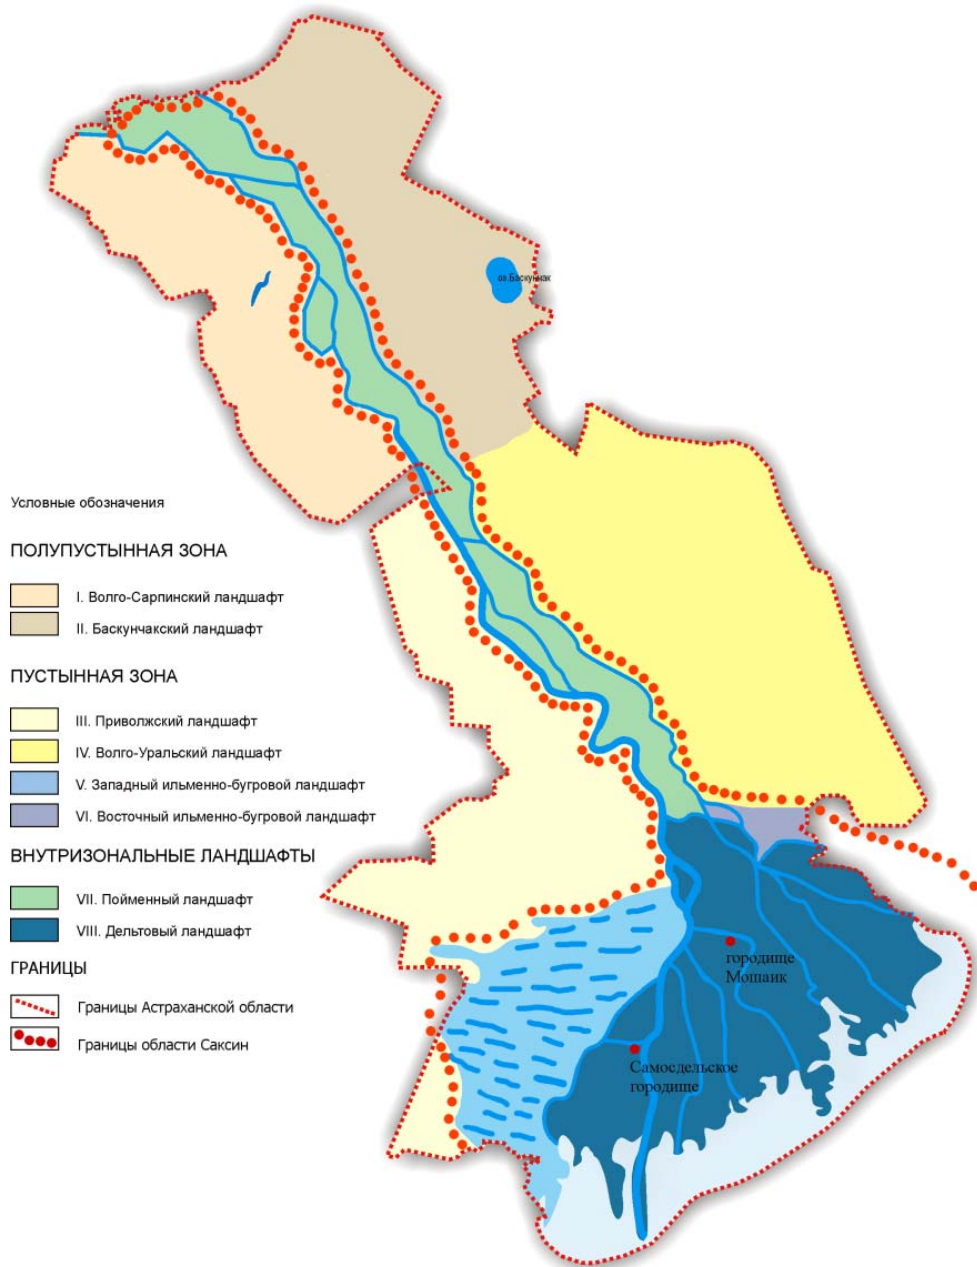 оз.Баскунчак
Условные обозначения
ПОЛУПУСТЫННАЯ ЗОНА
I. Волго-Сарпинский ландшафт
II. Баскунчакский ландшафт
ПУСТЫННАЯ ЗОНА
III. Приволжский ландшафт
IV. Волго-Уральский ландшафт
V. Западный ильменно-бугровой ландшафт
VI. Восточный ильменно-бугровой ландшафт
ВНУТРИЗОНАЛЬНЫЕ ЛАНДШАФТЫ
VII. Пойменный ландшафт
VIII. Дельтовый ландшафт
ГРАНИЦЫ
Границы Астраханской области
Границы области Саксин
городище
Мошаик
Самосдельское
городище